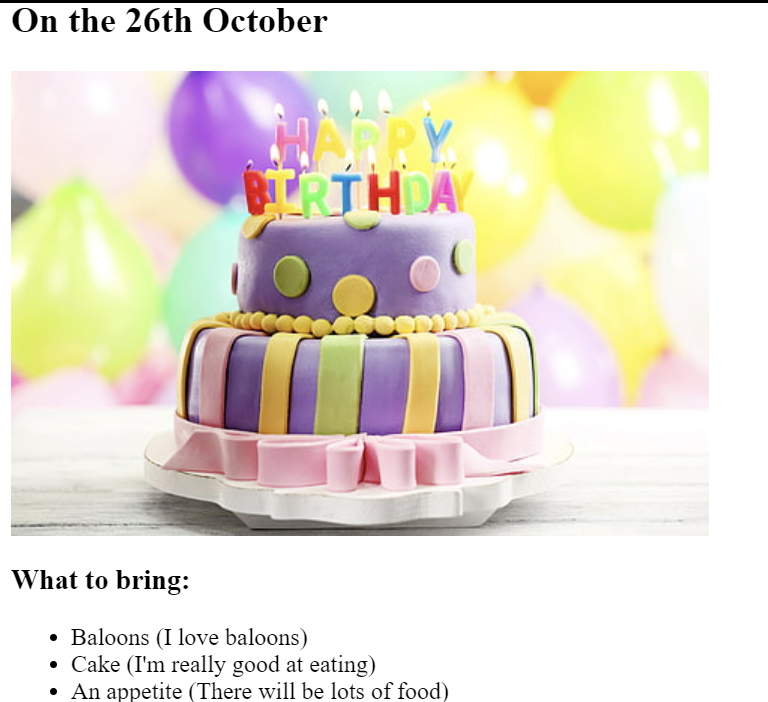 On the 26th October
HAPPY
BIRTHDAY
What to bring:
• Baloons (I love baloons)
• Cake (I'm really good at eating)
• An appetite (There will be lots of food)